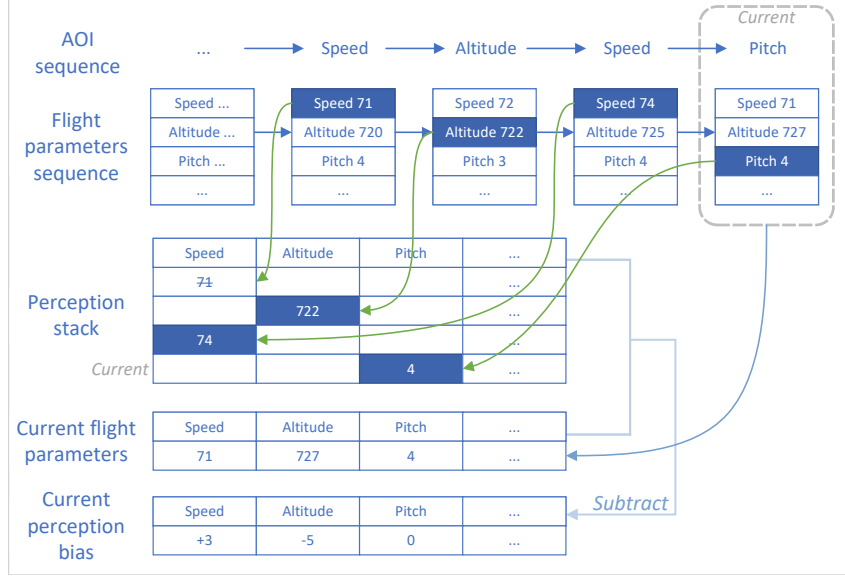 Current
AOI sequence
... Speed Altitude Speed Pitch
Flight parameters sequence
Speed ... Speed 71 Speed 72 Speed 74 Speed 71
Altitude ... Altitude 720 Altitude 722 Altitude 725 Altitude 727
Pitch ... Pitch 4 Pitch 3 Pitch 4 Pitch 4
... ... ... ... ...
Perception stack
Speed Altitude Pitch ...
71 ...
722 ...
74 ...
Current 4 ...
Current flight parameters
Speed Altitude Pitch ...
71 727 4 ...
Subtract
Current perception bias
Speed Altitude Pitch ...
+3 -5 0 ...